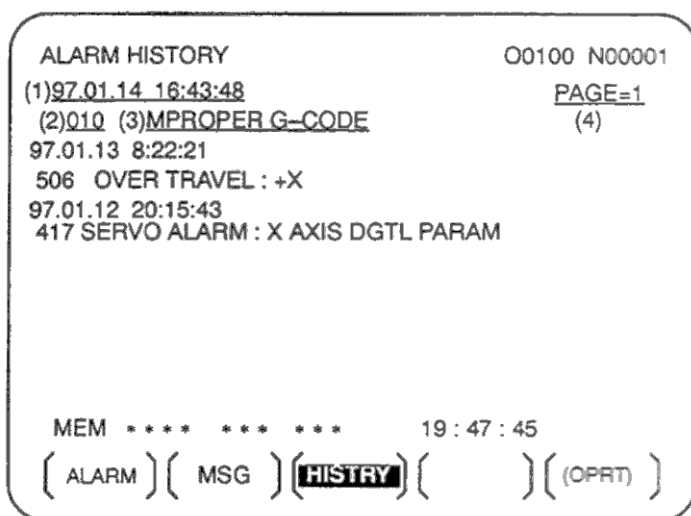 ALARM HISTORY O0100 N00001
(1)97.01.14 16:43:48 PAGE=1
(2)010 (3)MPROPER G–CODE (4)
97.01.13 8:22:21
506 OVER TRAVEL : +X
97.01.12 20:15:43
417 SERVO ALARM : X AXIS DGTL PARAM
MEM **** *** *** 19 : 47 : 45
[ ALARM ] [ MSG ] [ HISTRY ] [ ] [ (OPRT) ]